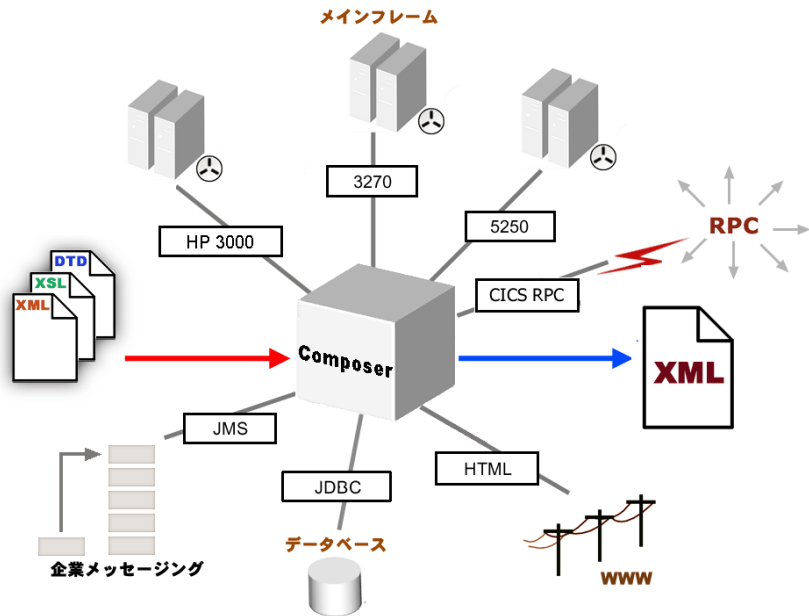 メインフレーム
3270
HP 3000
5250
RPC
DTD
XSL
XML
CICS RPC
Composer
XML
JMS
HTML
JDBC
データベース
企業メッセージング
WWW